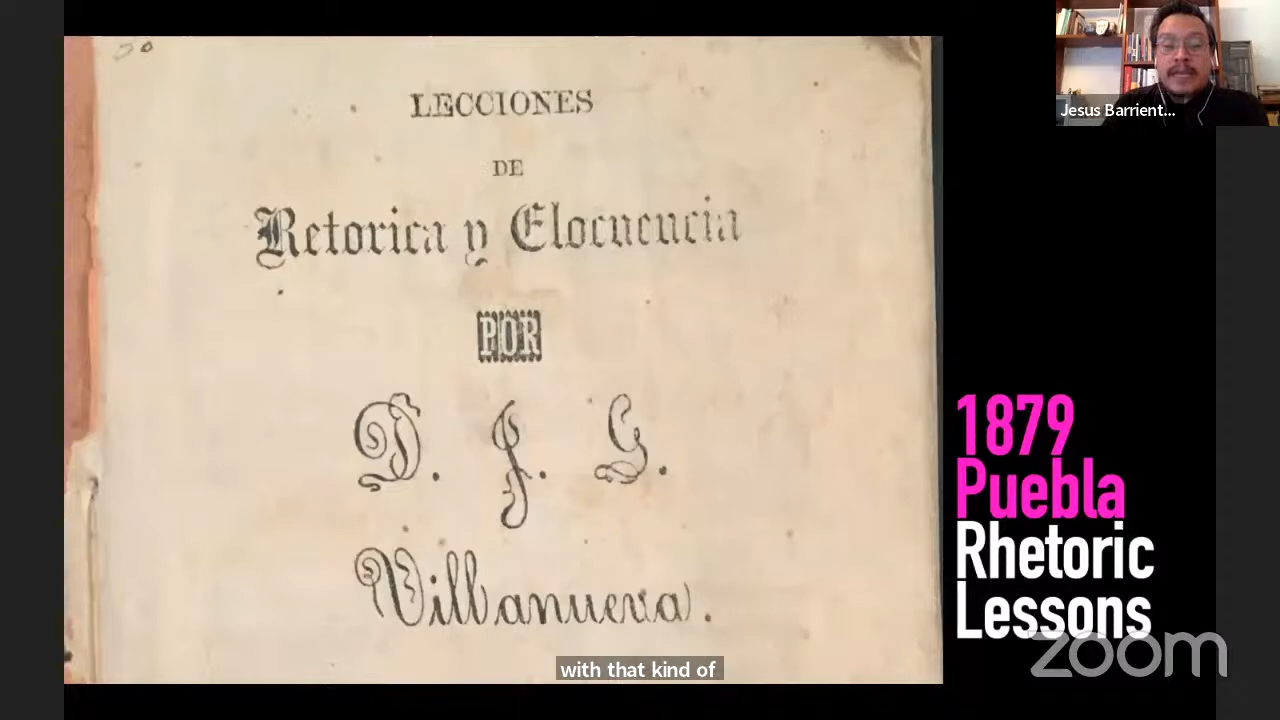 LECCIONES
DE
Retorica y Elocuencia
POR
D. J. G.
Villanueva.
1879
Puebla
Rhetoric
Lessons
zoom
with that kind of
Jesus Barrient...